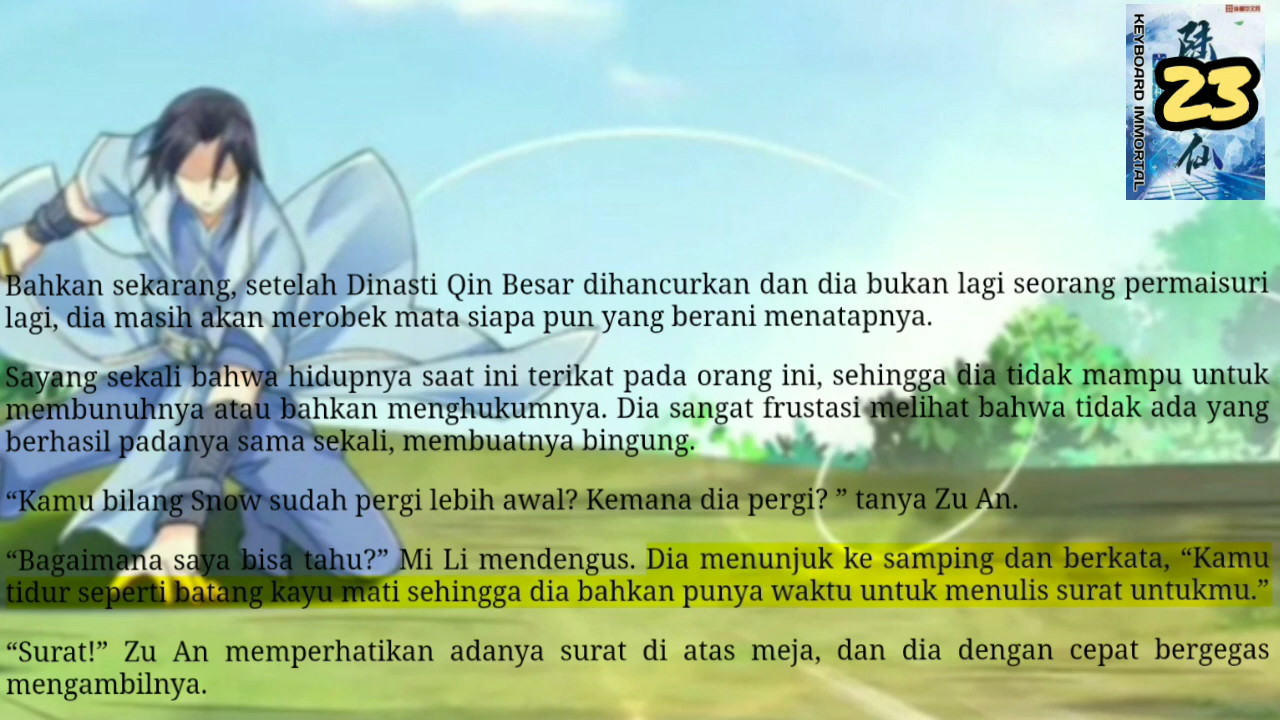 陆
23
仙
KEYBOARD IMMORTAL
Bahkan sekarang, setelah Dinasti Qin Besar dihancurkan dan dia bukan lagi seorang permaisuri
lagi, dia masih akan merobek mata siapa pun yang berani menatapnya.
Sayang sekali bahwa hidupnya saat ini terikat pada orang ini, sehingga dia tidak mampu untuk
membunuhnya atau bahkan menghukumnya. Dia sangat frustasi melihat bahwa tidak ada yang
berhasil padanya sama sekali, membuatnya bingung.
“Kamu bilang Snow sudah pergi lebih awal? Kemana dia pergi? ” tanya Zu An.
“Bagaimana saya bisa tahu?” Mi Li mendengus. Dia menunjuk ke samping dan berkata, “Kamu
tidur seperti batang kayu mati sehingga dia bahkan punya waktu untuk menulis surat untukmu.”
“Surat!” Zu An memperhatikan adanya surat di atas meja, dan dia dengan cepat bergegas
mengambilnya.